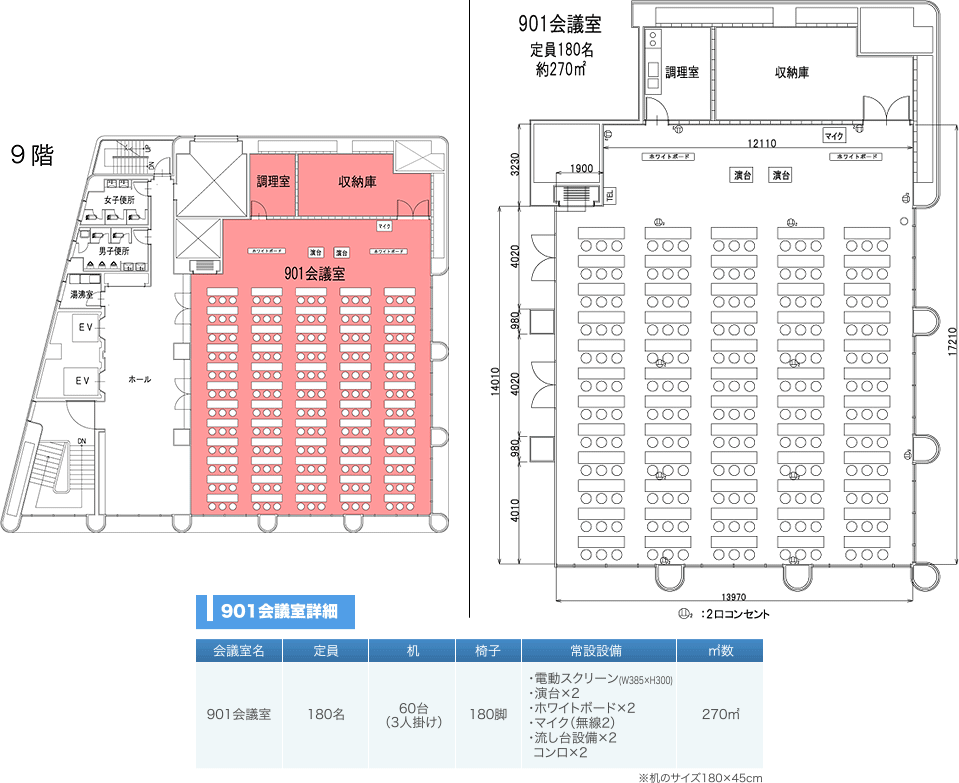 ９階
UP
DN
女子便所
男子便所
湯沸室
ＥＶ
ＥＶ
ホール
DN
調理室
収納庫
マイク
ホワイトボード
演台
演台
ホワイトボード
901会議室
901会議室
定員180名
約270㎡
調理室
収納庫
マイク
12110
ホワイトボード
ホワイトボード
演台
演台
3230
1900
TEL
4020
980
4020
980
4010
14010
17210
13970
：2口コンセント
901会議室詳細
会議室名 定員 机 椅子 常設設備 ㎡数
901会議室 180名 60台 180脚 270㎡
（3人掛け）
・電動スクリーン(W385×H300)
・演台×2
・ホワイトボード×2
・マイク（無線2）
・流し台設備×2
コンロ×2
※机のサイズ180×45cm